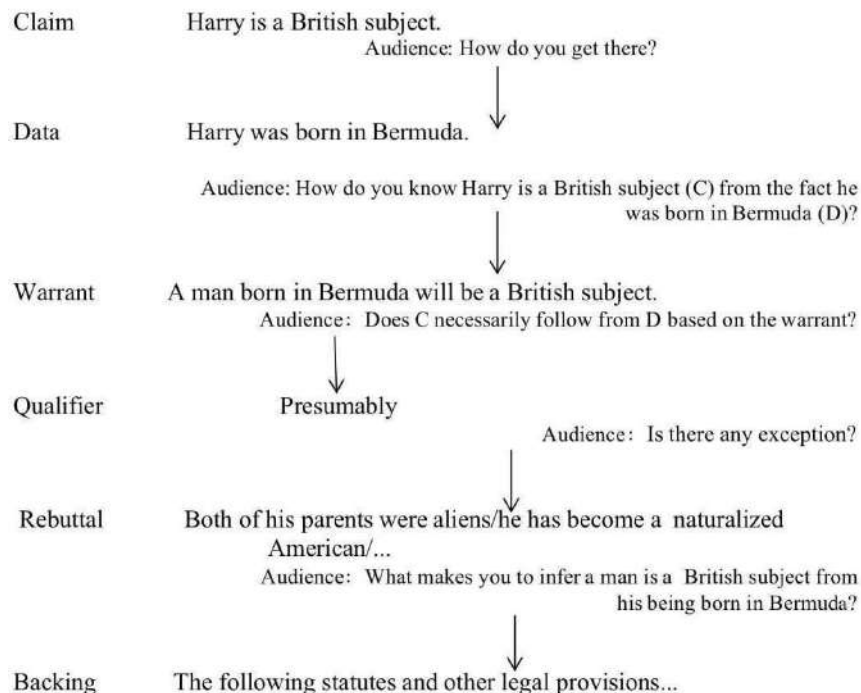 Claim Harry is a British subject.
Audience: How do you get there?
Data Harry was born in Bermuda.
Audience: How do you know Harry is a British subject (C) from the fact he
was born in Bermuda (D)?
Warrant A man born in Bermuda will be a British subject.
Audience: Does C necessarily follow from D based on the warrant?
Qualifier Presumably
Audience: Is there any exception?
Rebuttal Both of his parents were aliens/he has become a naturalized
American/...
Audience: What makes you to infer a man is a British subject from
his being born in Bermuda?
Backing The following statutes and other legal provisions...